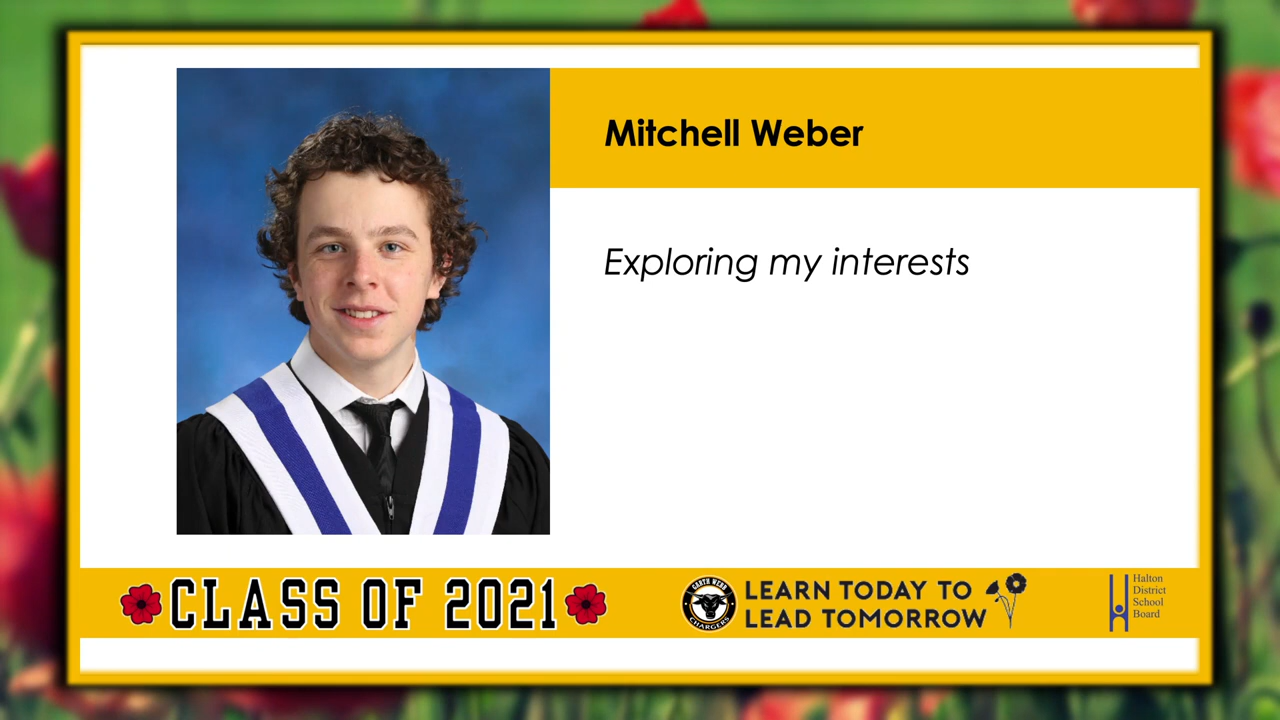 Mitchell Weber
Exploring my interests
CLASS OF 2021
GARTH WEBB
CHARGERS
LEARN TODAY TO
LEAD TOMORROW
Halton
District
School
Board